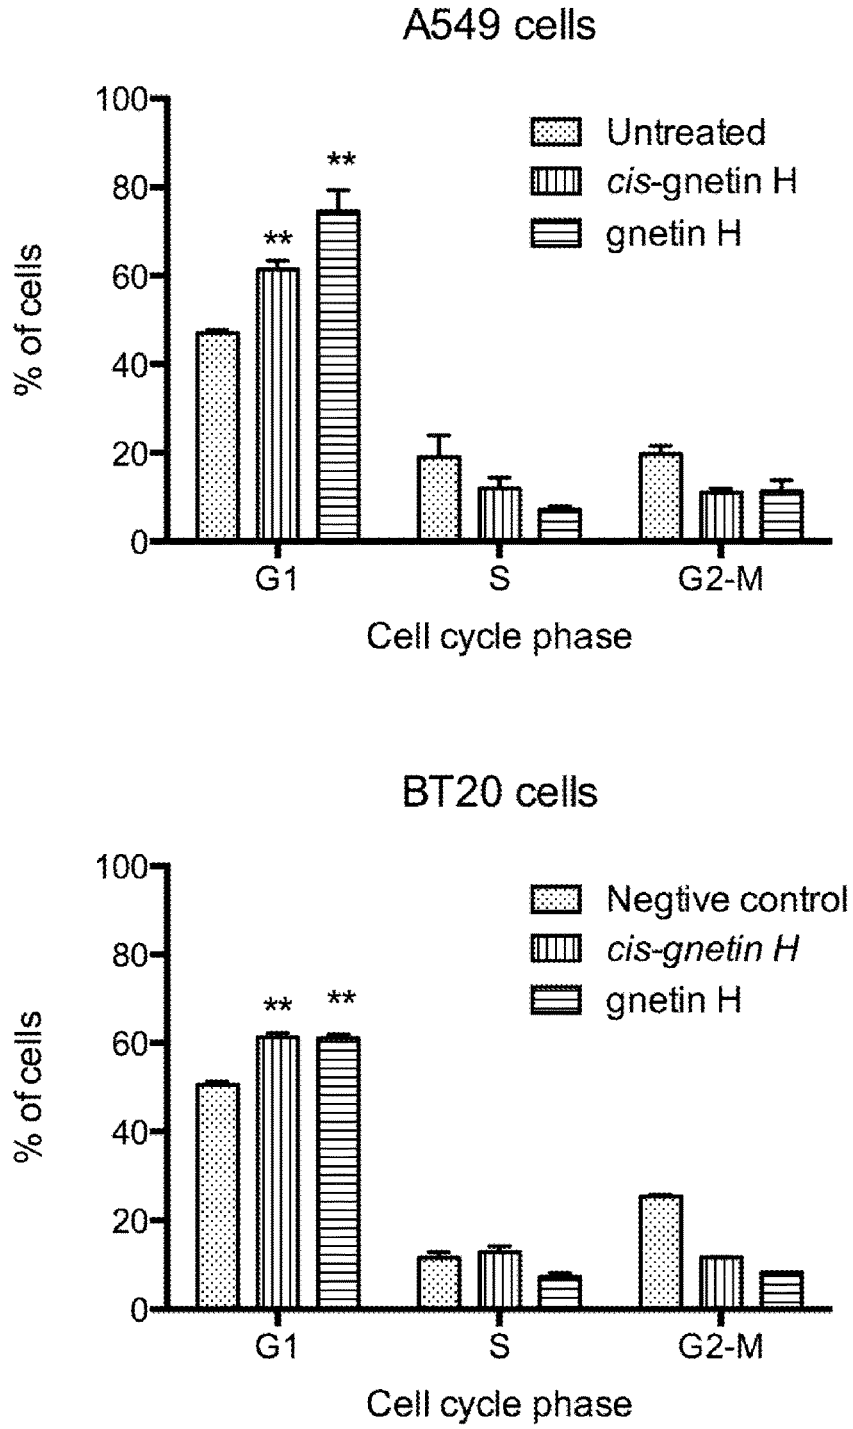 A549 cells
100
80
60
40
20
0
% of cells
**
**
Untreated
cis-gnetin H
gnetin H
G1 S G2-M
Cell cycle phase
BT20 cells
100
80
60
40
20
0
% of cells
**
**
Negtive control
cis-gnetin H
gnetin H
G1 S G2-M
Cell cycle phase